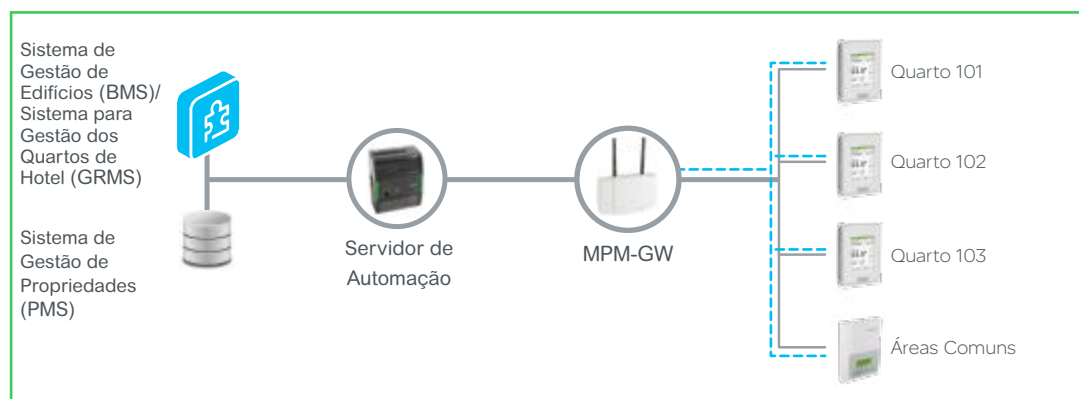 Sistema de
Gestão de
Edifícios (BMS)/
Sistema para
Gestão dos
Quartos de
Hotel (GRMS)
Sistema de
Gestão de
Propriedades
(PMS)
Servidor de
Automação
MPM-GW
Quarto 101
Quarto 102
Quarto 103
Áreas Comuns